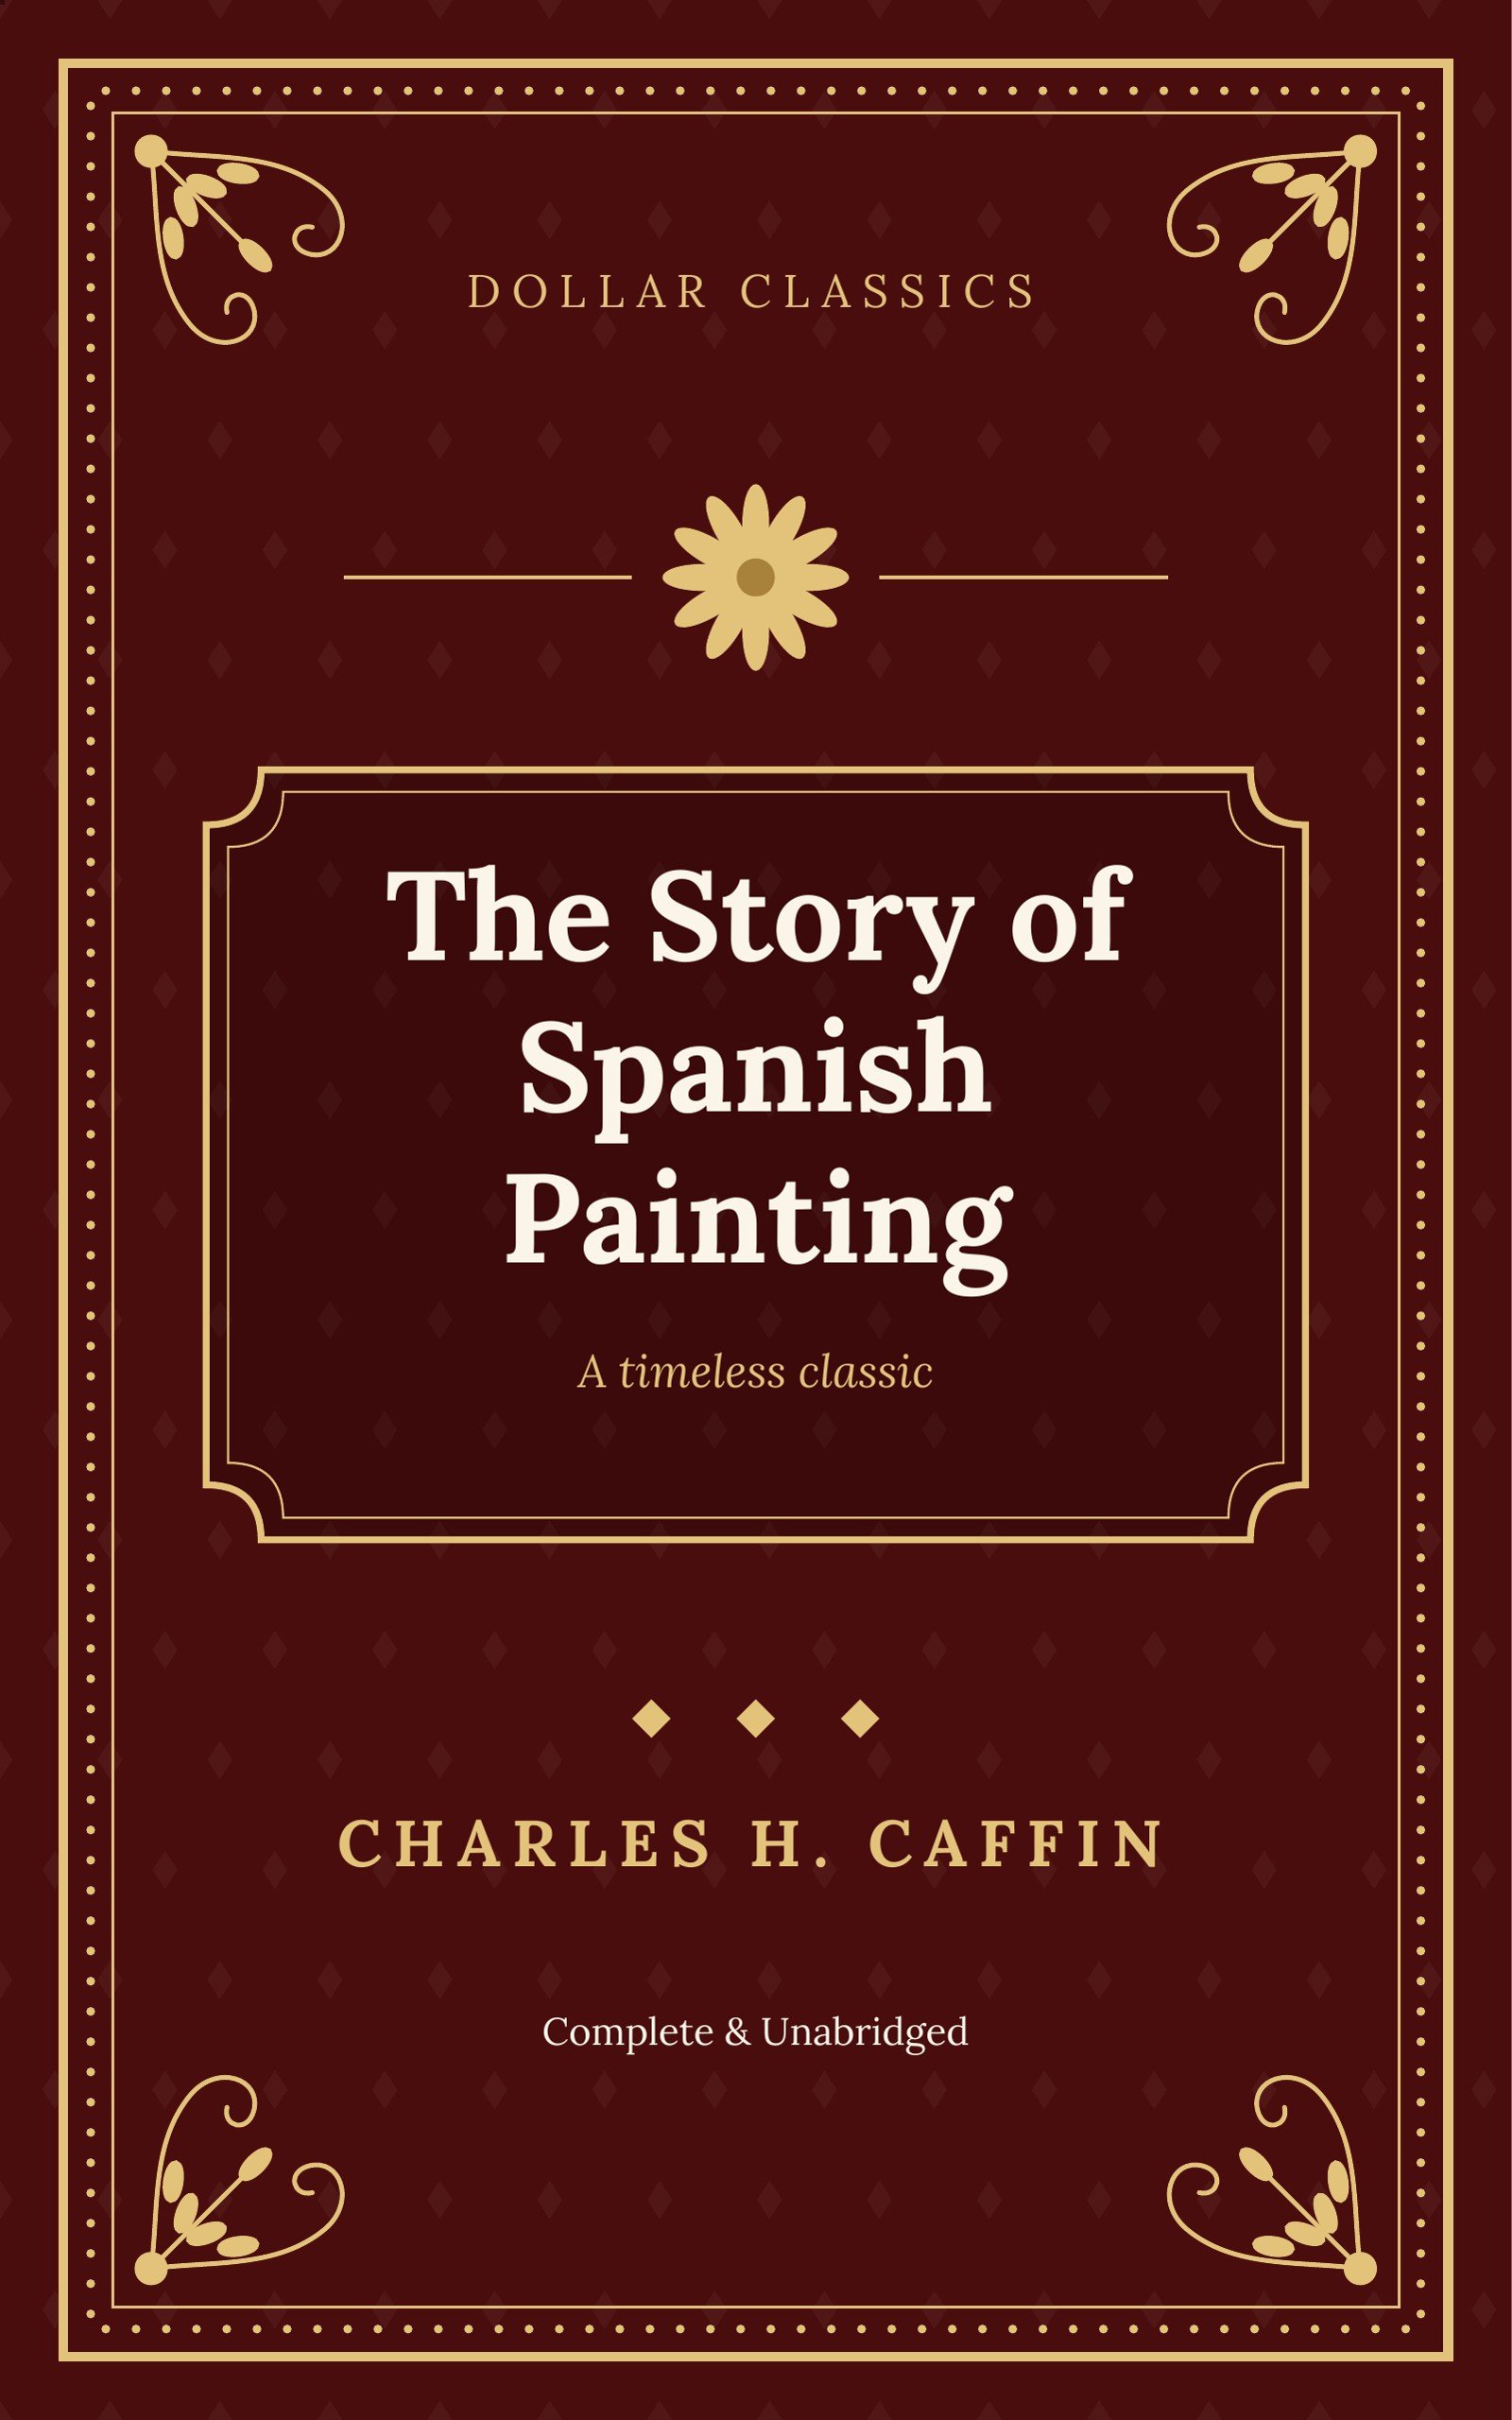 DOLLAR CLASSICS
The Story of
Spanish
Painting
A timeless classic
CHARLES H. CAFFIN
Complete & Unabridged